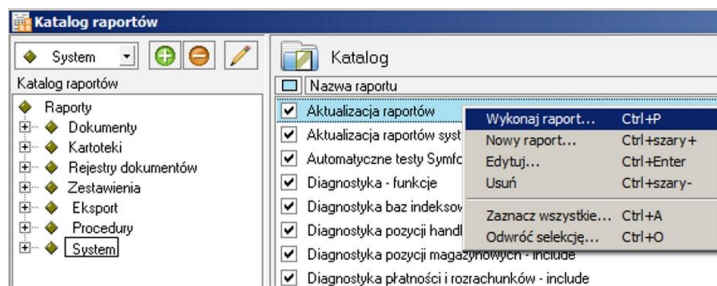 Katalog raportów
System
Katalog raportów
Raporty
Dokumenty
Kartoteki
Rejestry dokumentów
Zestawienia
Eksport
Procedury
System
Katalog
Nazwa raportu
Aktualizacja raportów
Aktualizacja raportów syst
Automatyczne testy Symfo
Diagnostyka - funkcje
Diagnostyka baz indeksow
Diagnostyka pozycji handl
Diagnostyka pozycji magazynowych - include
Diagnostyka płatności i rozrachunków - include
Wykonaj raport... Ctrl+P
Nowy raport... Ctrl+szary+
Edytuj... Ctrl+Enter
Usuń Ctrl+szary-
Zaznacz wszystkie... Ctrl+A
Odwróć selekcję... Ctrl+O